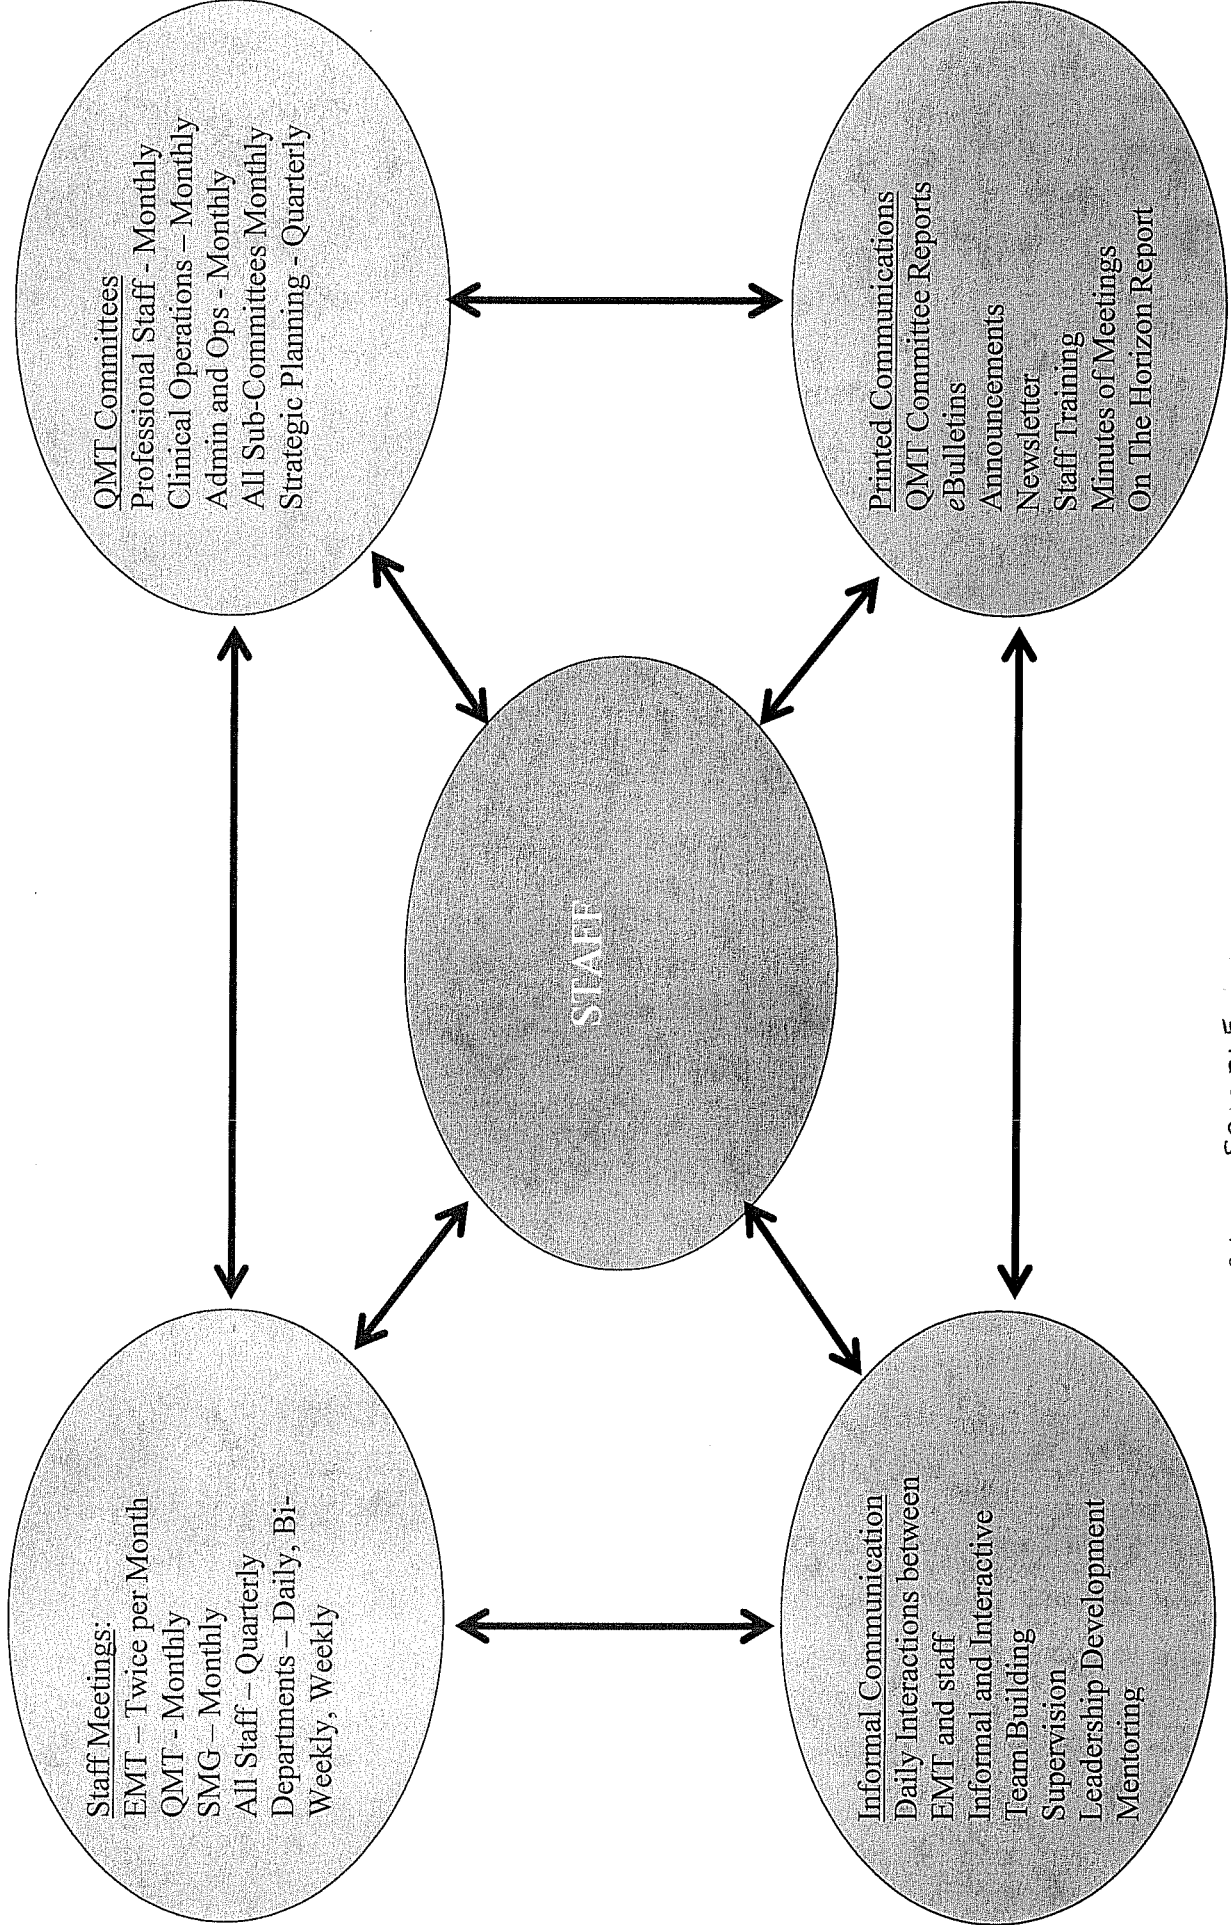 Staff Meetings:
EMT – Twice per Month
QMT - Monthly
SMG – Monthly
All Staff – Quarterly
Departments – Daily, Bi-
Weekly, Weekly
QMT Committees
Professional Staff - Monthly
Clinical Operations – Monthly
Admin and Ops - Monthly
All Sub-Committees Monthly
Strategic Planning - Quarterly
STAFF
Informal Communication
Daily Interactions between
EMT and staff
Informal and Interactive
Team Building
Supervision
Leadership Development
Mentoring
Printed Communications
QMT Committee Reports
eBulletins
Announcements
Newsletter
Staff Training
Minutes of Meetings
On The Horizon Report